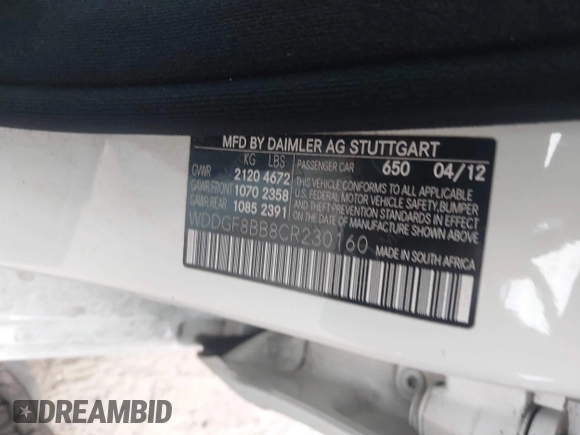 MFD BY DAIMLER AG STUTTGART
KG LBS
GVWR 2120 4672
GAWR FRONT 1070 2358
GAWR REAR 1085 2391
PASSENGER CAR 650 04/12
THIS VEHICLE CONFORMS TO ALL APPLICABLE
U.S. FEDERAL MOTOR VEHICLE SAFETY, BUMPER
AND THEFT PREVENTION STANDARDS IN EFFECT ON
THE DATE OF MANUFACTURE SHOWN ABOVE.
WDDGF8BB8CR230160
MADE IN SOUTH AFRICA
DREAMBID